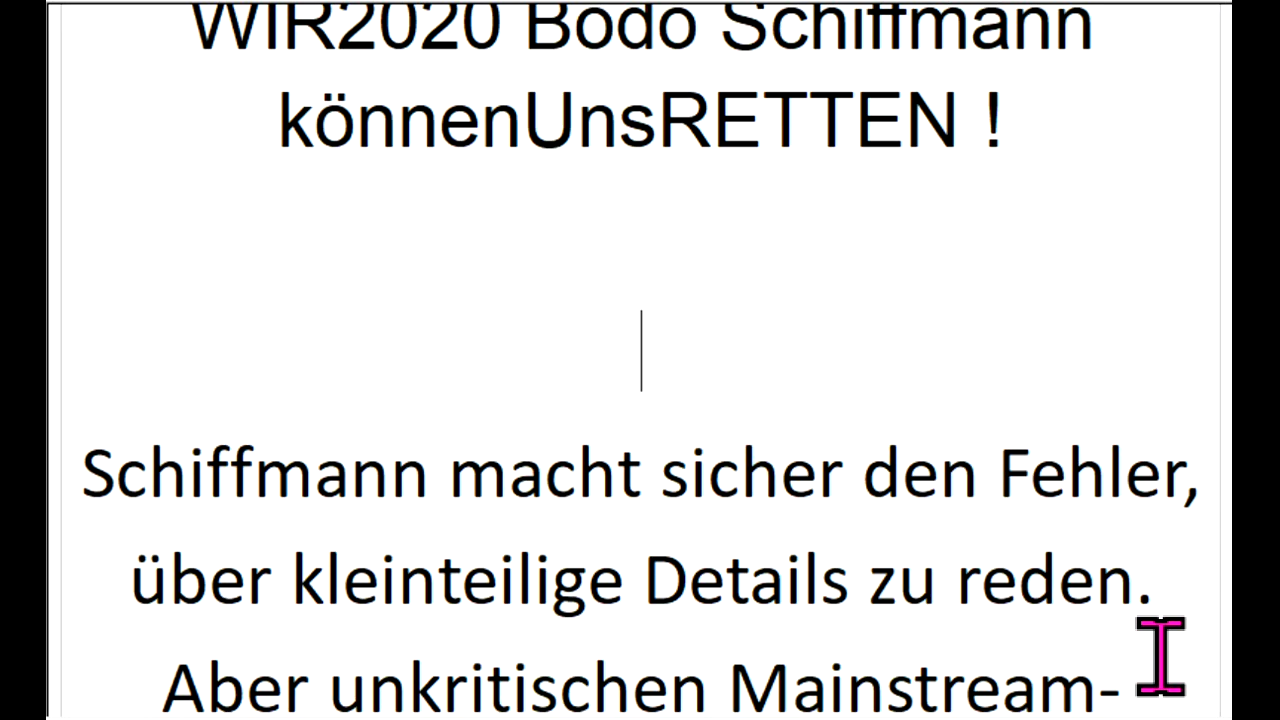 WIR2020 Bodo Schiffmann
könnenUnsRETTEN !
Schiffmann macht sicher den Fehler,
über kleinteilige Details zu reden.
Aber unkritischen Mainstream-